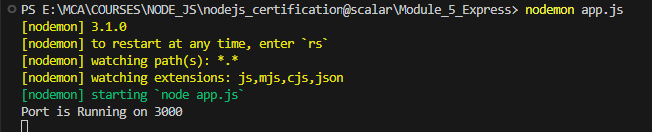 PS E:\MCA\COURSES\NODE_JS\nodejs_certification@scalar\Module_5_Express> nodemon app.js
[nodemon] 3.1.0
[nodemon] to restart at any time, enter `rs`
[nodemon] watching path(s): *.*
[nodemon] watching extensions: js,mjs,cjs,json
[nodemon] starting `node app.js`
Port is Running on 3000